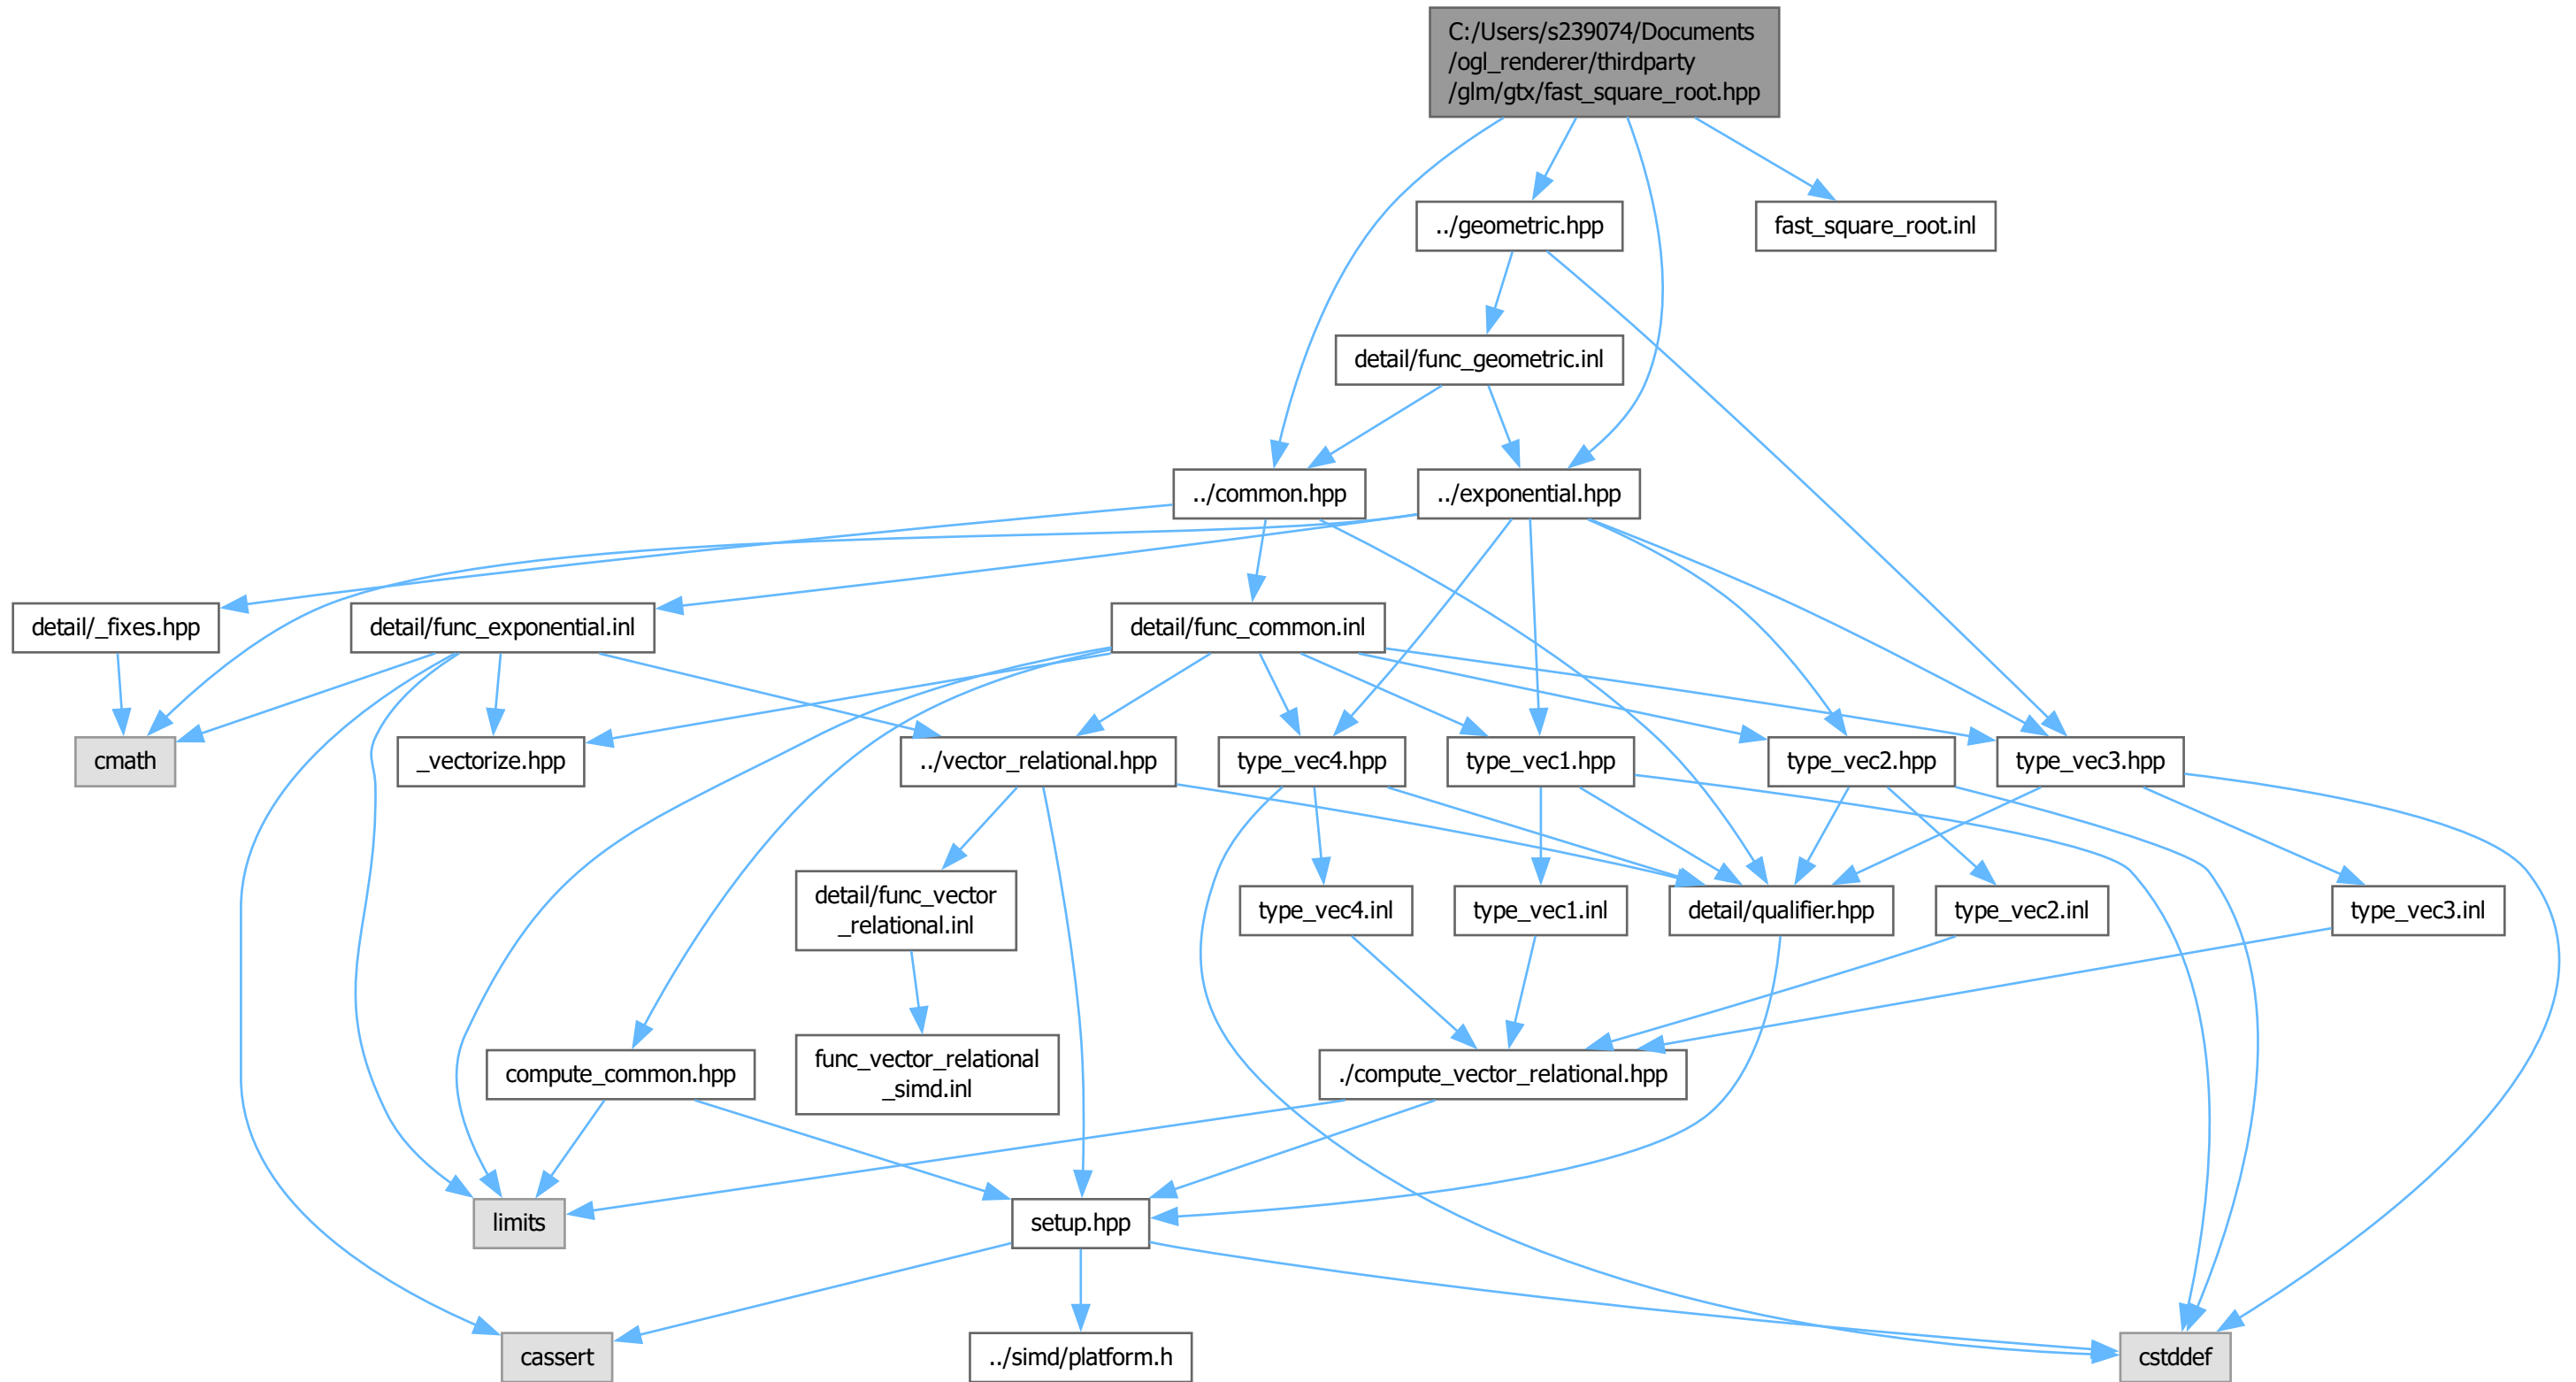 C:/Users/s239074/Documents
/ogl_renderer/thirdparty
/glm/gtx/fast_square_root.hpp
../geometric.hpp
fast_square_root.inl
detail/func_geometric.inl
../common.hpp
../exponential.hpp
detail/_fixes.hpp
detail/func_exponential.inl
detail/func_common.inl
cmath
_vectorize.hpp
../vector_relational.hpp
type_vec4.hpp
type_vec1.hpp
type_vec2.hpp
type_vec3.hpp
detail/func_vector
_relational.inl
type_vec4.inl
type_vec1.inl
detail/qualifier.hpp
type_vec2.inl
type_vec3.inl
compute_common.hpp
func_vector_relational
_simd.inl
./compute_vector_relational.hpp
limits
setup.hpp
cassert
../simd/platform.h
cstddef